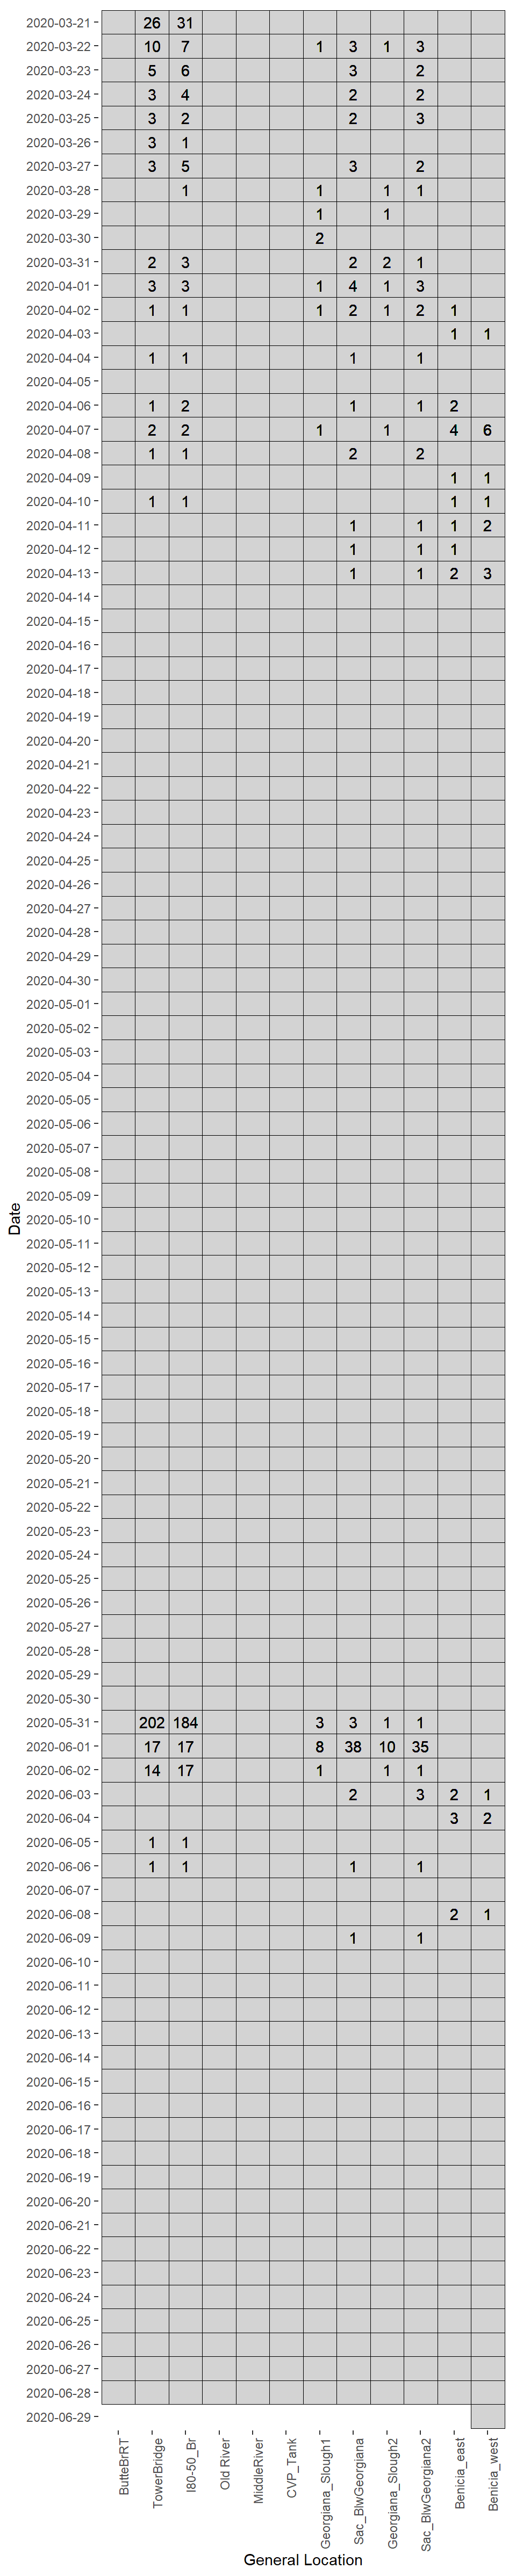 2020-03-21 26 31
2020-03-22 10 7 1 3 1 3
2020-03-23 5 6 3 2
2020-03-24 3 4 2 2
2020-03-25 3 2 2 3
2020-03-26 3 1
2020-03-27 3 5 3 2
2020-03-28 1 1 1 1
2020-03-29 1 1
2020-03-30 2
2020-03-31 2 3 2 2 1
2020-04-01 3 3 1 4 1 3
2020-04-02 1 1 1 2 1 2 1
2020-04-03 1 1
2020-04-04 1 1 1 1
2020-04-05
2020-04-06 1 2 1 1 2
2020-04-07 2 2 1 1 4 6
2020-04-08 1 1 2 2
2020-04-09 1 1
2020-04-10 1 1 1 1
2020-04-11 1 1 1 2
2020-04-12 1 1 1
2020-04-13 1 1 2 3
2020-04-14
2020-04-15
2020-04-16
2020-04-17
2020-04-18
2020-04-19
2020-04-20
2020-04-21
2020-04-22
2020-04-23
2020-04-24
2020-04-25
2020-04-26
2020-04-27
2020-04-28
2020-04-29
2020-04-30
2020-05-01
2020-05-02
2020-05-03
2020-05-04
2020-05-05
2020-05-06
2020-05-07
2020-05-08
2020-05-09
2020-05-10
2020-05-11
2020-05-12
2020-05-13
2020-05-14
2020-05-15
2020-05-16
2020-05-17
2020-05-18
2020-05-19
2020-05-20
2020-05-21
2020-05-22
2020-05-23
2020-05-24
2020-05-25
2020-05-26
2020-05-27
2020-05-28
2020-05-29
2020-05-30
2020-05-31 202 184 3 3 1 1
2020-06-01 17 17 8 38 10 35
2020-06-02 14 17 1 1 1
2020-06-03 2 3 2 1
2020-06-04 3 2
2020-06-05 1 1
2020-06-06 1 1 1 1
2020-06-07
2020-06-08 2 1
2020-06-09 1 1
2020-06-10
2020-06-11
2020-06-12
2020-06-13
2020-06-14
2020-06-15
2020-06-16
2020-06-17
2020-06-18
2020-06-19
2020-06-20
2020-06-21
2020-06-22
2020-06-23
2020-06-24
2020-06-25
2020-06-26
2020-06-27
2020-06-28
2020-06-29
Date
ButteBrRT
TowerBridge
I80-50_Br
Old River
MiddleRiver
CVP_Tank
Georgiana_Slough1
Sac_BlwGeorgiana
Georgiana_Slough2
Sac_BlwGeorgiana2
Benicia_east
Benicia_west
General Location